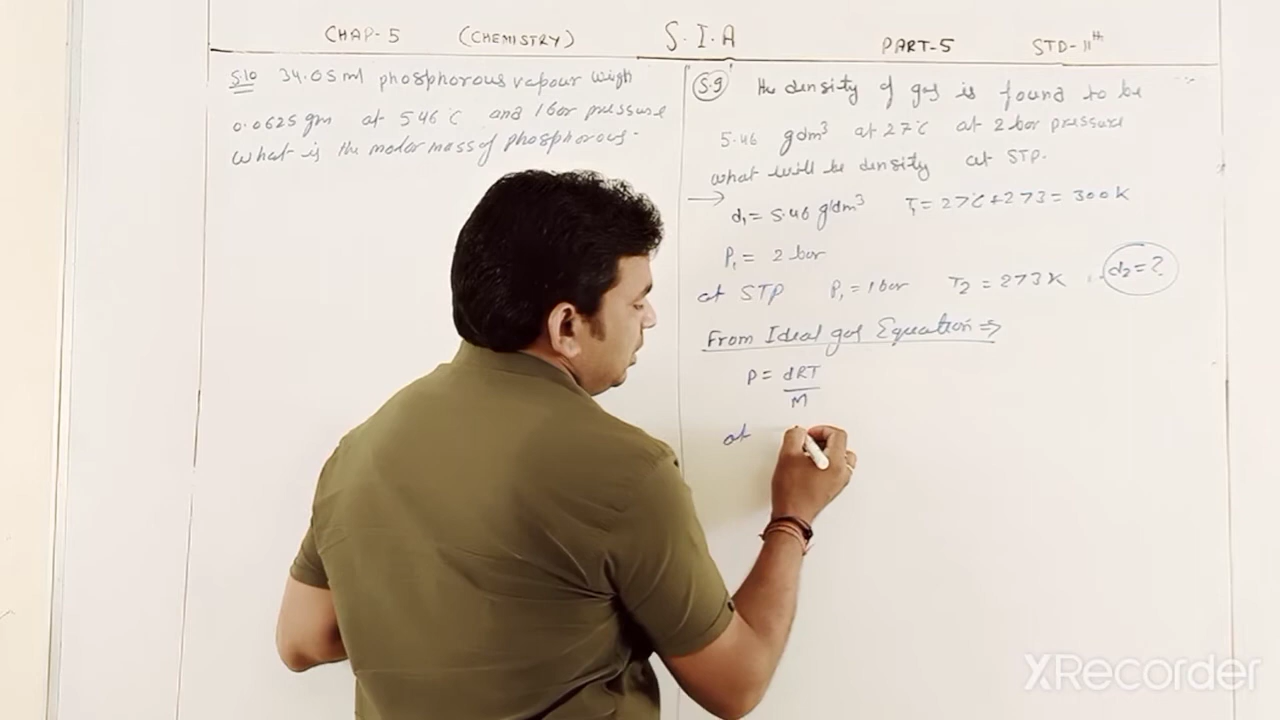 CHAP-5 (CHEMISTRY) S.I.A PART-5 STD-11th
5.10 34.05 ml phosphorous vapour weigh
0.0625 gm at 546°C and 1 bar pressure
what is the molar mass of phosphorous.
5.9 the density of gas is found to be
5.46 g/dm³ at 27°C at 2 bar pressure
what will be density at STP.
→ d₁ = 5.46 g/dm³ T₁ = 27°C + 273 = 300 K
P₁ = 2 bar
at STP P₁ = 1 bar T₂ = 273 K d₂ = ?
From Ideal gas Equation ⇒
P = dRT
M
at
XRecorder